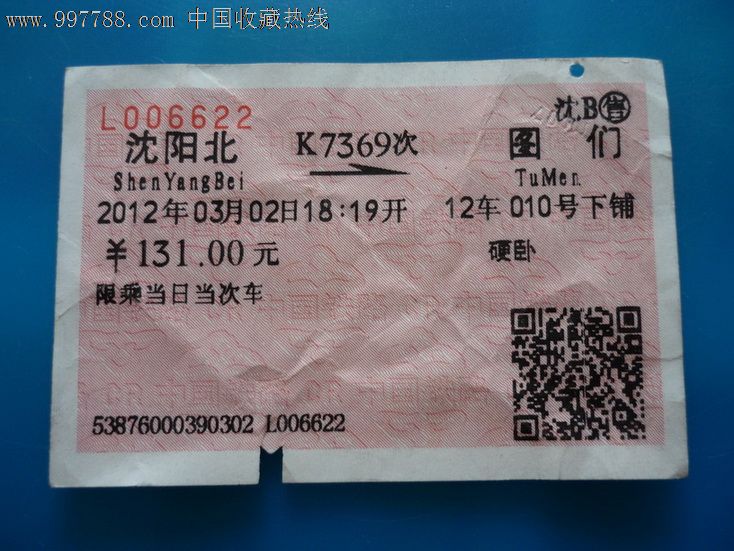 www.997788.com 中国收藏热线
L006622
沈B售
沈阳北 K7369次 图们
ShenYangBei TuMen
2012年03月02日18:19开 12车 010号下铺
￥131.00元 硬卧
限乘当日当次车
53876000390302 L006622